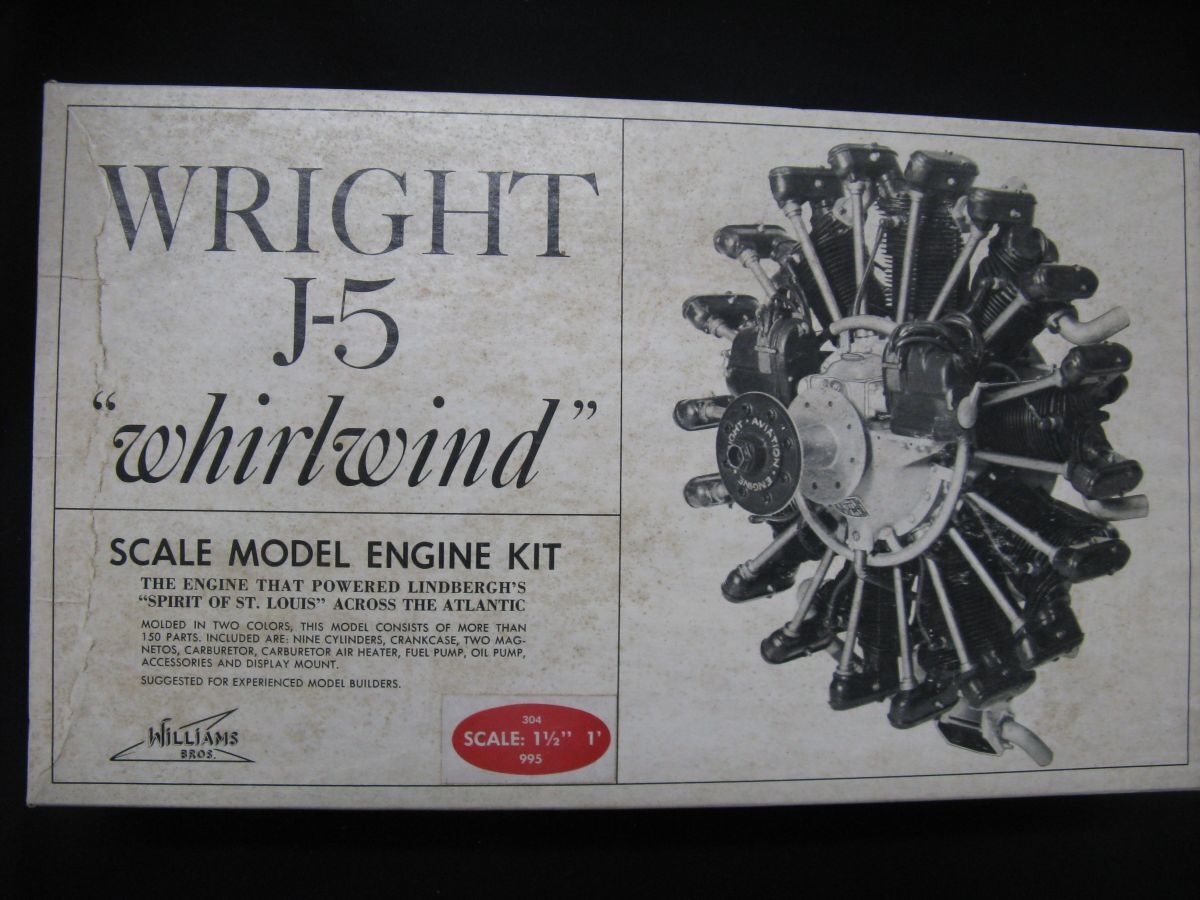 WRIGHT
J-5
"whirlwind"
SCALE MODEL ENGINE KIT
THE ENGINE THAT POWERED LINDBERGH'S
"SPIRIT OF ST. LOUIS" ACROSS THE ATLANTIC
MOLDED IN TWO COLORS, THIS MODEL CONSISTS OF MORE THAN
150 PARTS. INCLUDED ARE: NINE CYLINDERS, CRANKCASE, TWO MAG-
NETOS, CARBURETOR, CARBURETOR AIR HEATER, FUEL PUMP, OIL PUMP,
ACCESSORIES AND DISPLAY MOUNT.
SUGGESTED FOR EXPERIENCED MODEL BUILDERS.
WILLIAMS
BROS.
304
SCALE: 1½" 1'
995
AVIATION · ENGINE